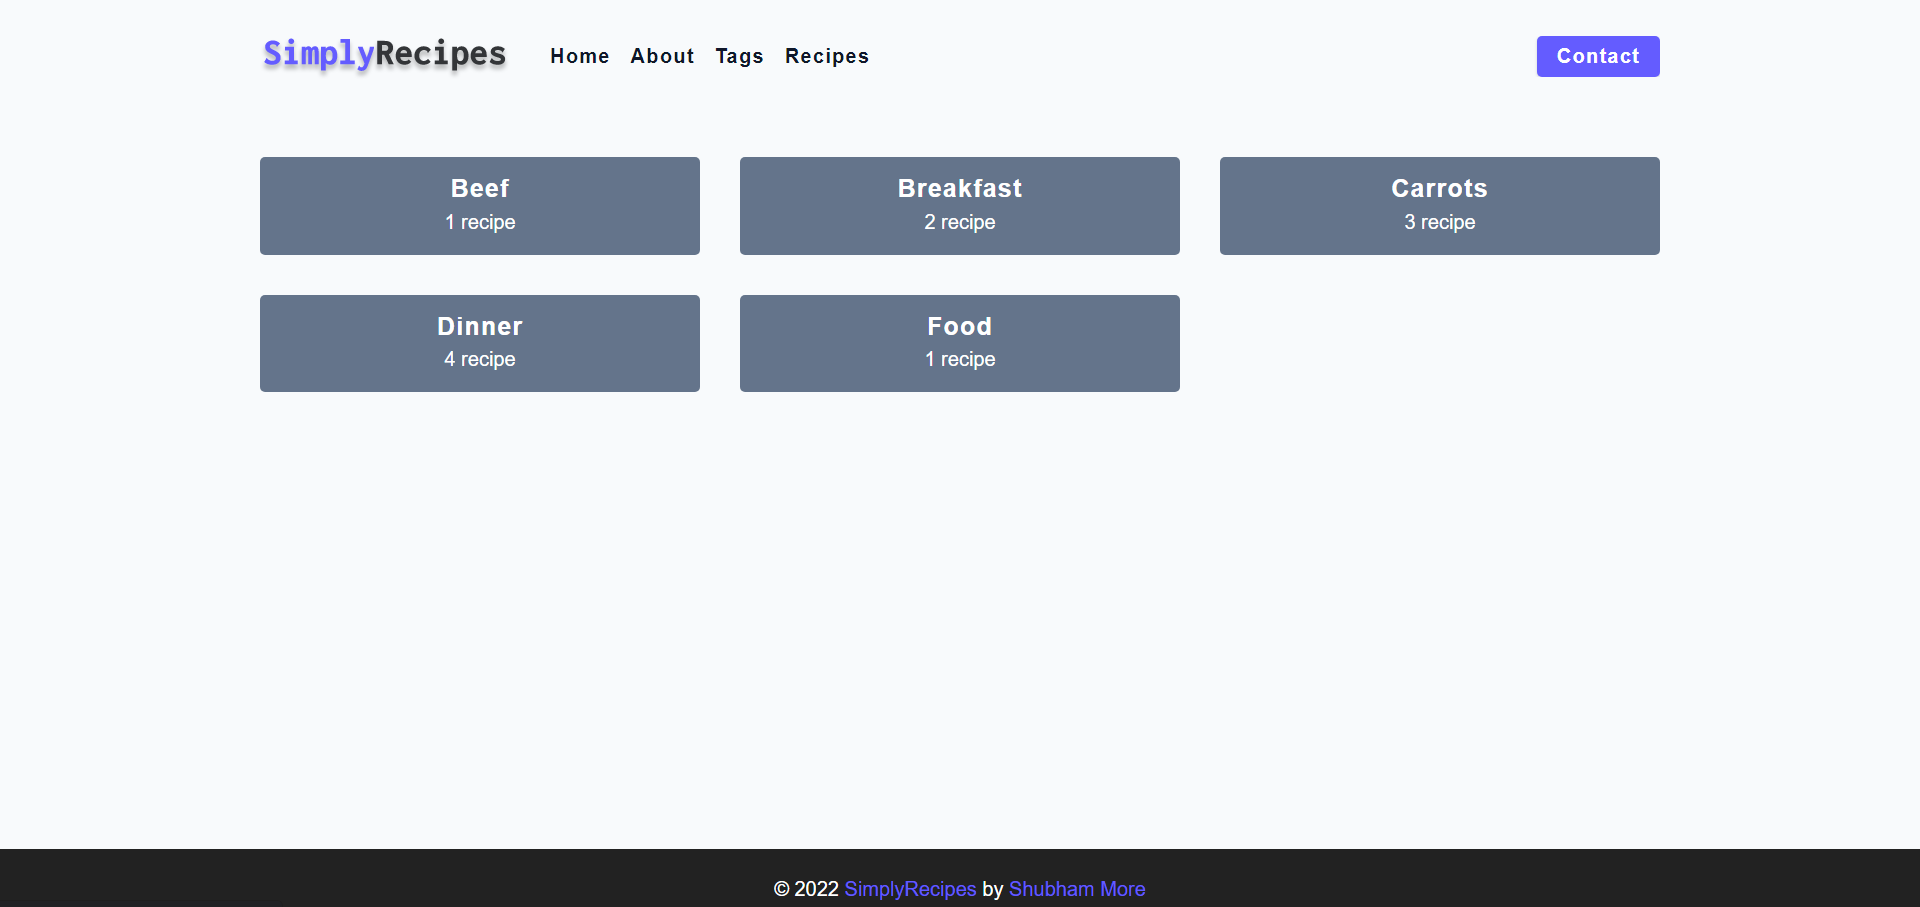 SimplyRecipes Home About Tags Recipes Contact
Beef
1 recipe
Breakfast
2 recipe
Carrots
3 recipe
Dinner
4 recipe
Food
1 recipe
© 2022 SimplyRecipes by Shubham More